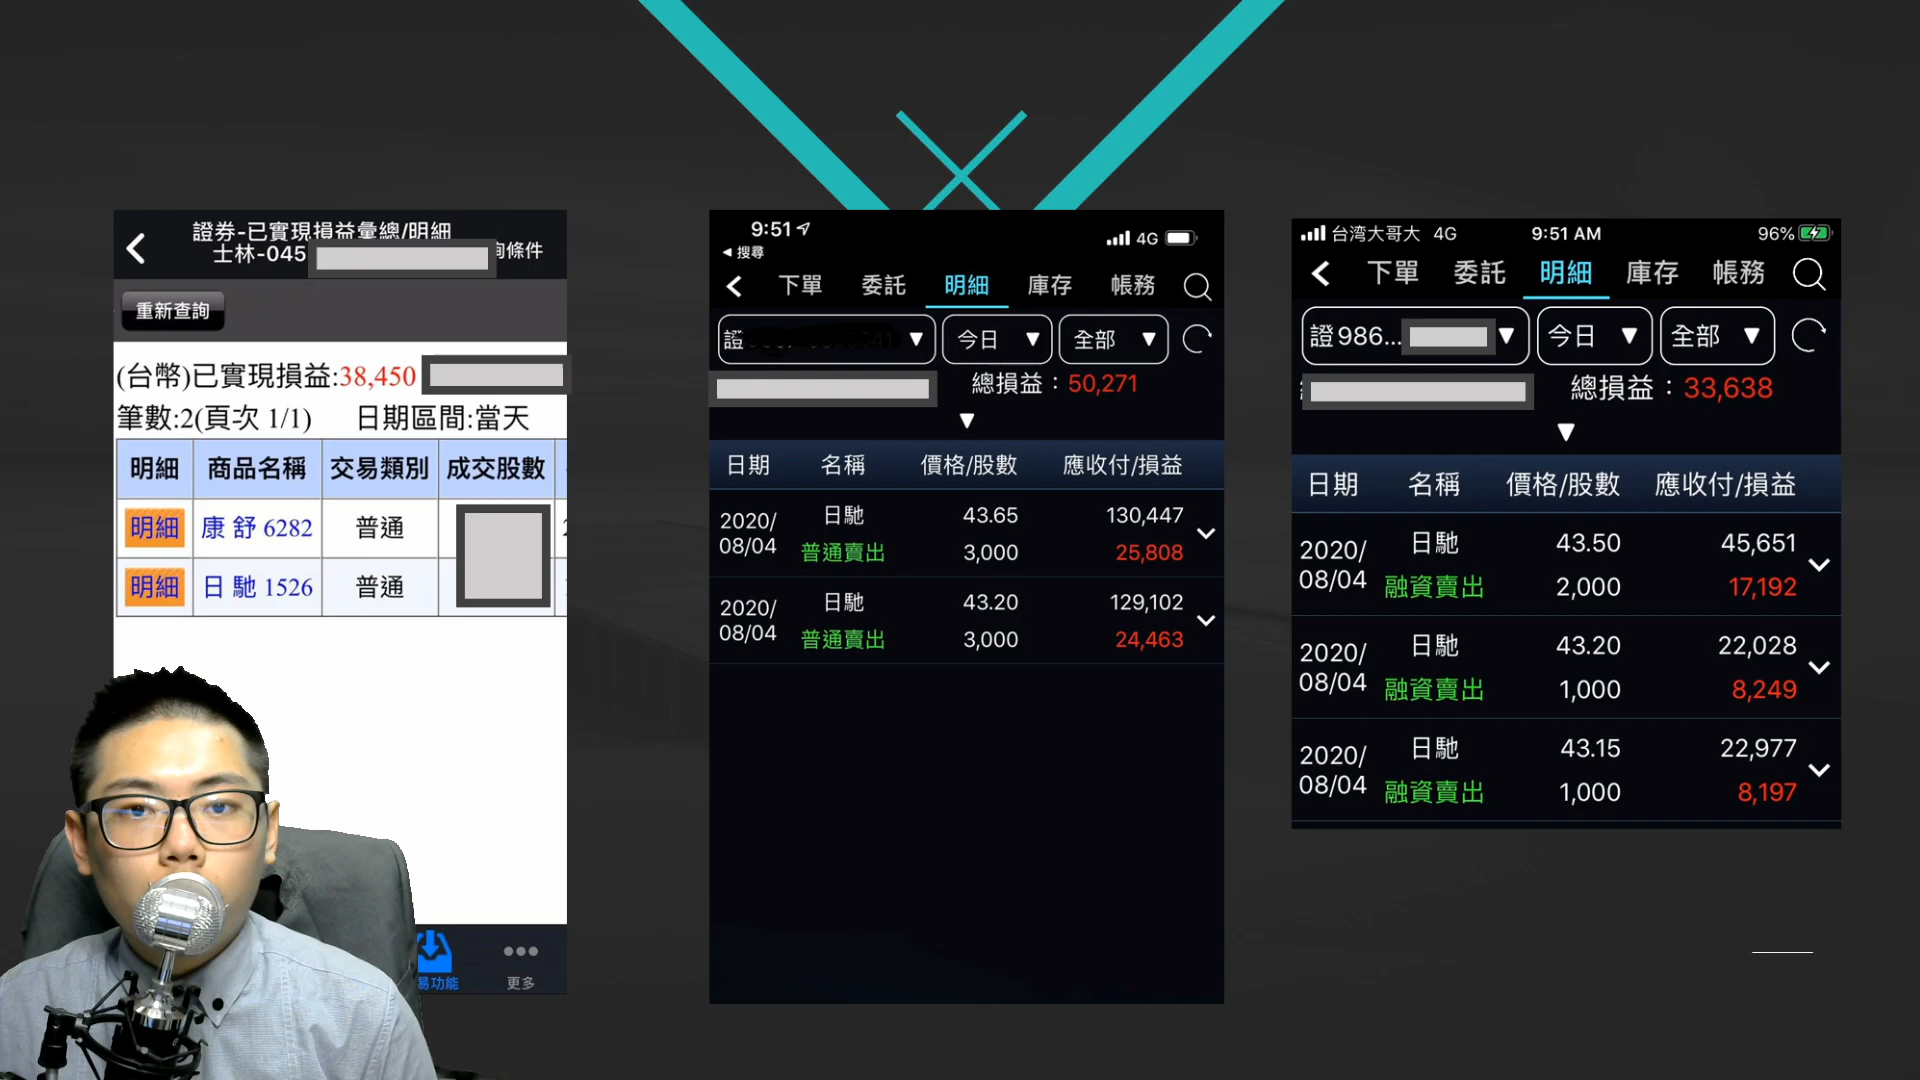 證券-已實現損益彙總/明細
士林-045
詢條件
重新查詢
(台幣)已實現損益:38,450
筆數:2(頁次 1/1) 日期區間:當天
明細 商品名稱 交易類別 成交股數
明細 康 舒 6282 普通
明細 日 馳 1526 普通
易功能 更多
9:51 4G
搜尋
下單 委託 明細 庫存 帳務
證 今日 全部
總損益：50,271
日期 名稱 價格/股數 應收付/損益
2020/ 日馳 43.65 130,447
08/04 普通賣出 3,000 25,808
2020/ 日馳 43.20 129,102
08/04 普通賣出 3,000 24,463
台湾大哥大 4G 9:51 AM 96%
下單 委託 明細 庫存 帳務
證986... 今日 全部
總損益：33,638
日期 名稱 價格/股數 應收付/損益
2020/ 日馳 43.50 45,651
08/04 融資賣出 2,000 17,192
2020/ 日馳 43.20 22,028
08/04 融資賣出 1,000 8,249
2020/ 日馳 43.15 22,977
08/04 融資賣出 1,000 8,197